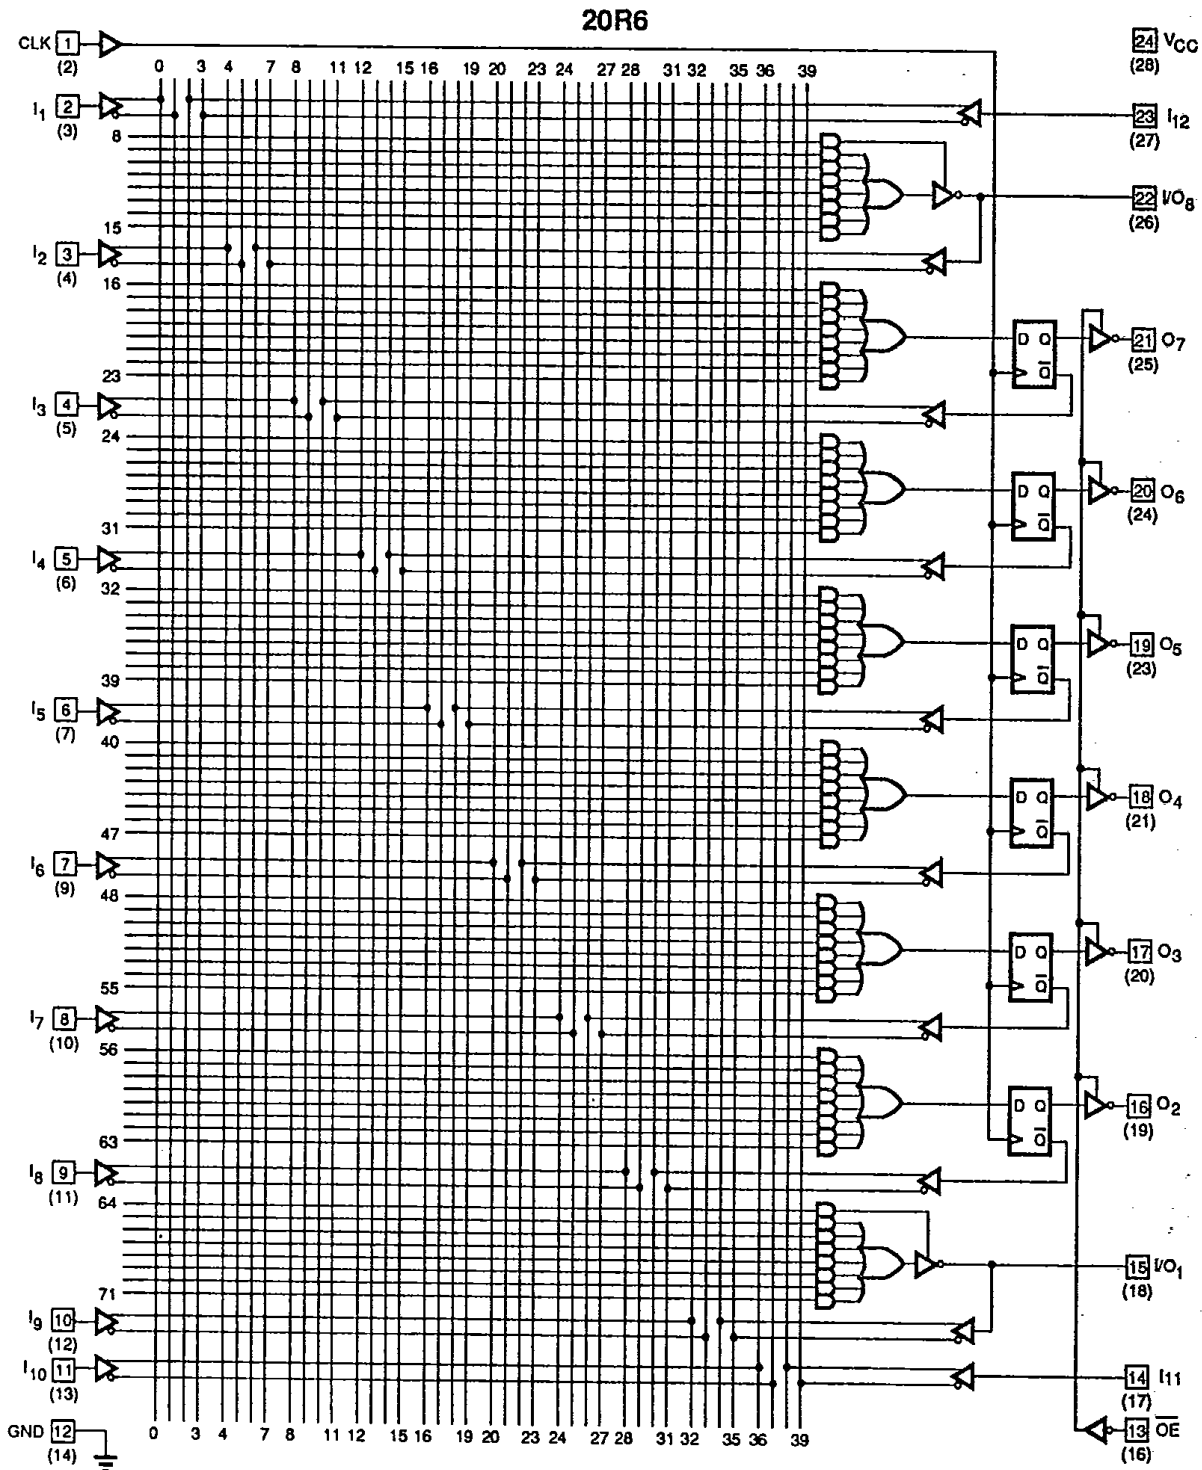 20R6
CLK 1 (2)
24 VCC (28)
0 3 4 7 8 11 12 15 16 19 20 23 24 27 28 31 32 35 36 39
I1 2 (3)
23 I12 (27)
8
22 I/O8 (26)
15
I2 3 (4)
16
D Q Q̅
21 O7 (25)
23
I3 4 (5)
24
D Q Q̅
20 O6 (24)
31
I4 5 (6)
32
D Q Q̅
19 O5 (23)
39
I5 6 (7)
40
D Q Q̅
18 O4 (21)
47
I6 7 (9)
48
D Q Q̅
17 O3 (20)
55
I7 8 (10)
56
D Q Q̅
16 O2 (19)
63
I8 9 (11)
64
15 I/O1 (18)
71
I9 10 (12)
I10 11 (13)
14 I11 (17)
GND 12 (14)
0 3 4 7 8 11 12 15 16 19 20 23 24 27 28 31 32 35 36 39
13 O̅E̅ (16)